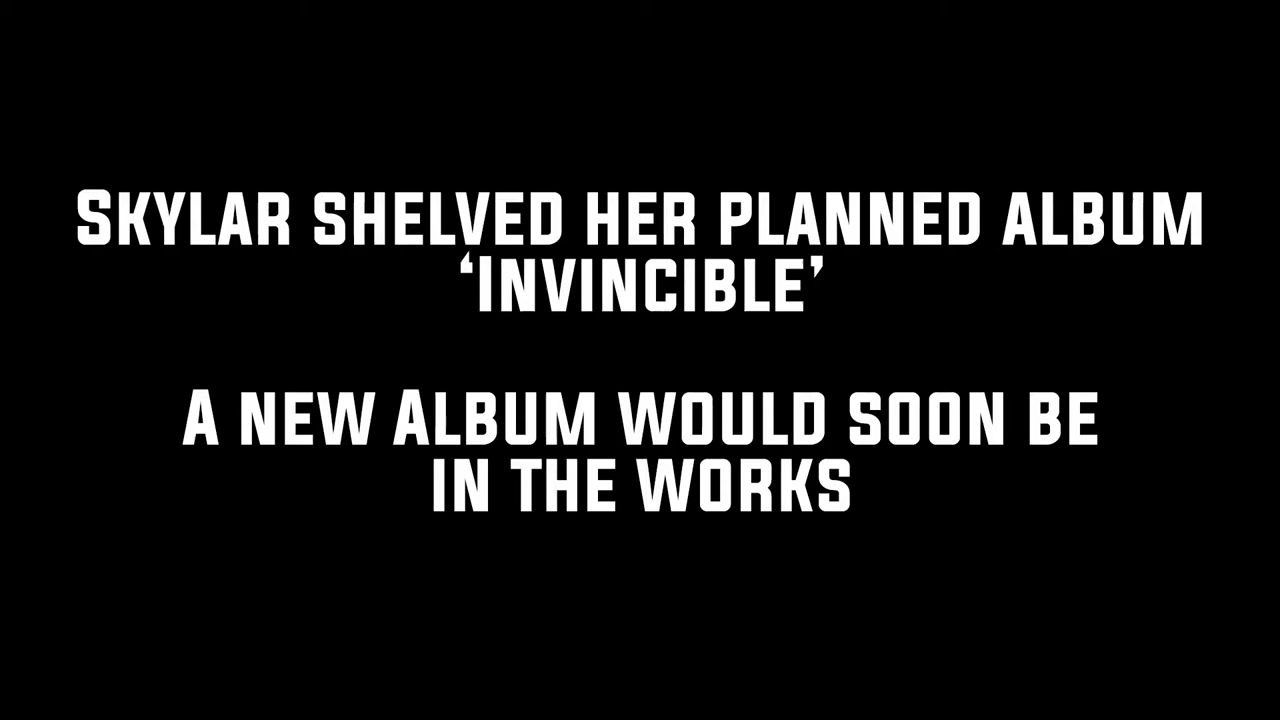 Skylar shelved her planned album
‘Invincible’
A new Album would soon be
in the works